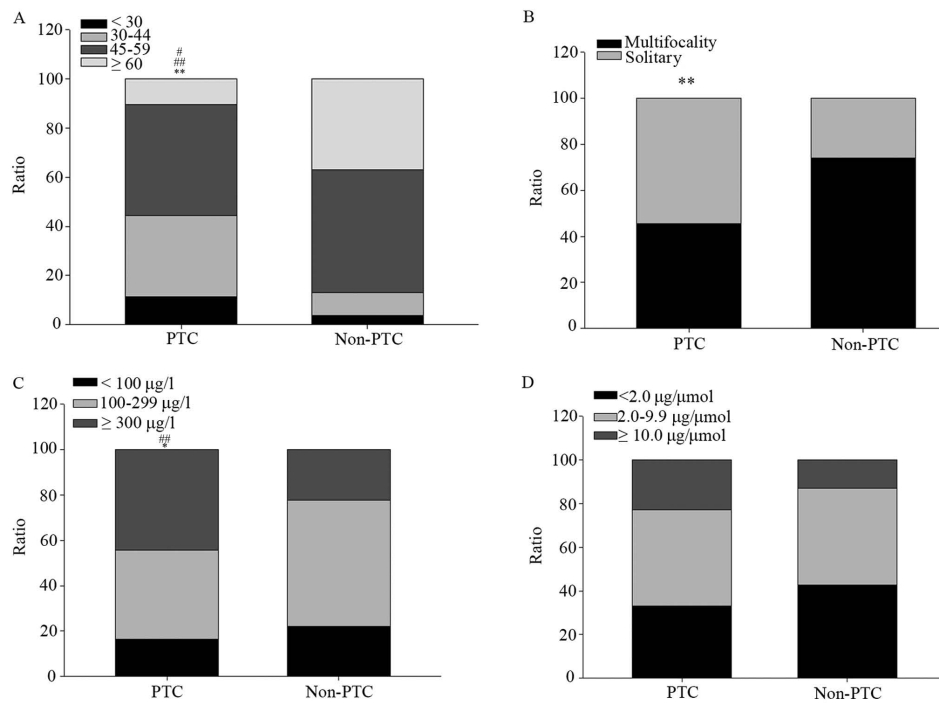 A
< 30
30-44
45-59
≥ 60
120
100
80
60
40
20
0
Ratio
#
##
**
PTC
Non-PTC
B
Multifocality
Solitary
120
100
80
60
40
20
0
Ratio
**
PTC
Non-PTC
C
< 100 µg/l
100-299 µg/l
≥ 300 µg/l
120
100
80
60
40
20
0
Ratio
##
*
PTC
Non-PTC
D
<2.0 µg/µmol
2.0-9.9 µg/µmol
≥ 10.0 µg/µmol
120
100
80
60
40
20
0
Ratio
PTC
Non-PTC